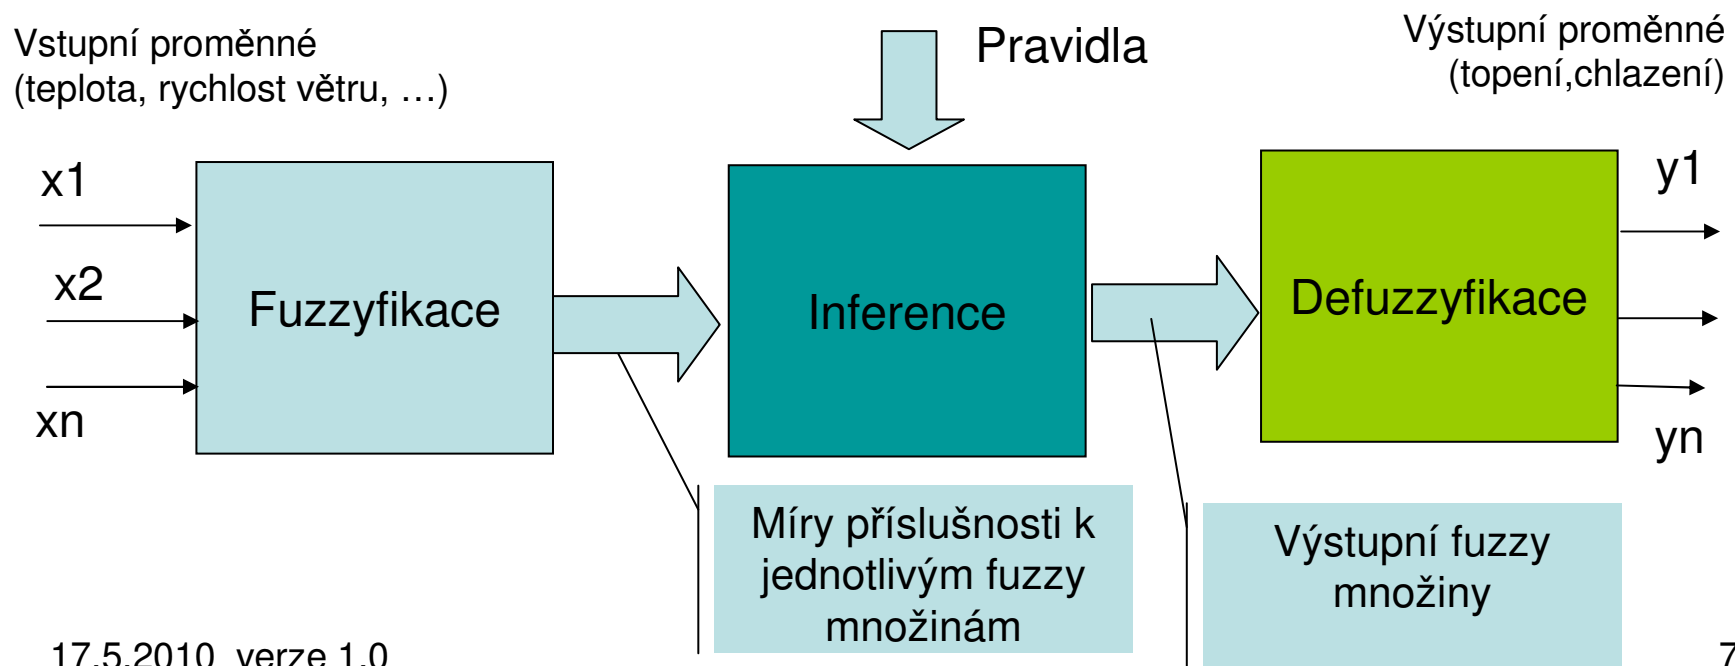 Vstupní proměnné
(teplota, rychlost větru, …)
Pravidla
Výstupní proměnné
(topení,chlazení)
x1
x2
xn
Fuzzyfikace
Inference
Defuzzyfikace
y1
yn
Míry příslušnosti k
jednotlivým fuzzy
množinám
Výstupní fuzzy
množiny
17.5.2010 verze 1.0
7